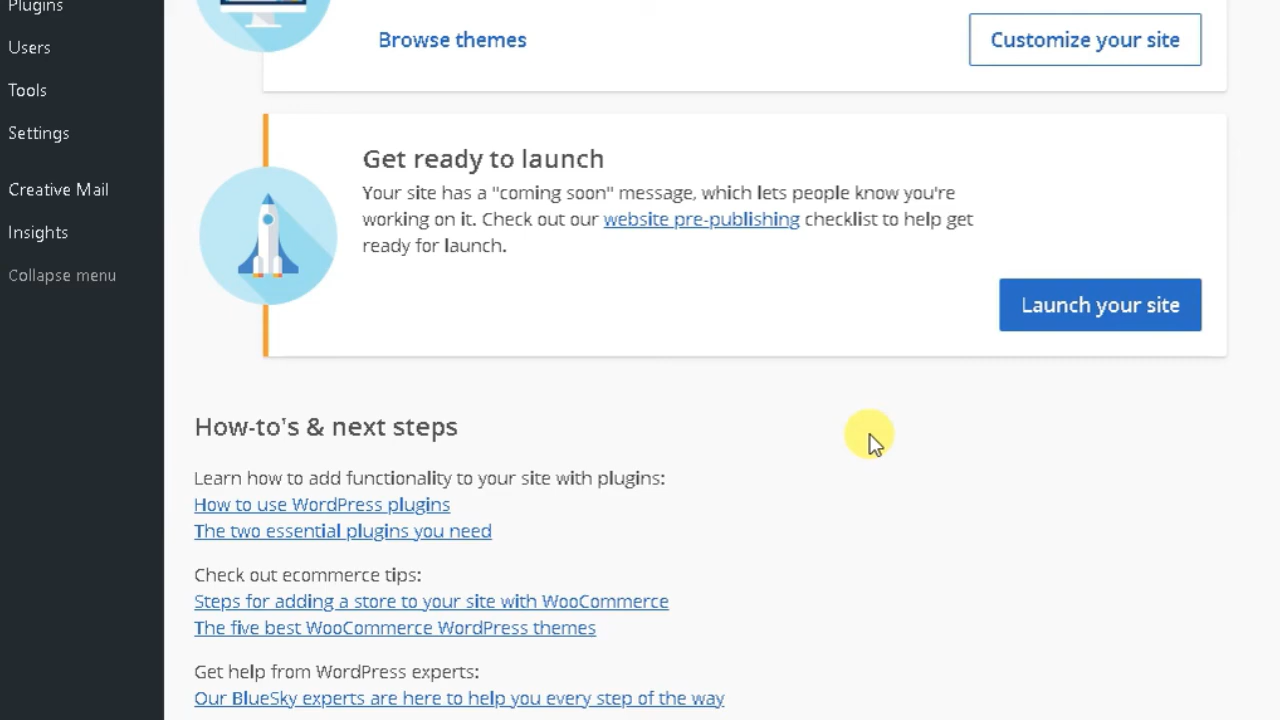 Plugins
Users
Tools
Settings
Creative Mail
Insights
Collapse menu
Browse themes
Customize your site
Get ready to launch
Your site has a "coming soon" message, which lets people know you're
working on it. Check out our website pre-publishing checklist to help get
ready for launch.
Launch your site
How-to's & next steps
Learn how to add functionality to your site with plugins:
How to use WordPress plugins
The two essential plugins you need
Check out ecommerce tips:
Steps for adding a store to your site with WooCommerce
The five best WooCommerce WordPress themes
Get help from WordPress experts:
Our BlueSky experts are here to help you every step of the way